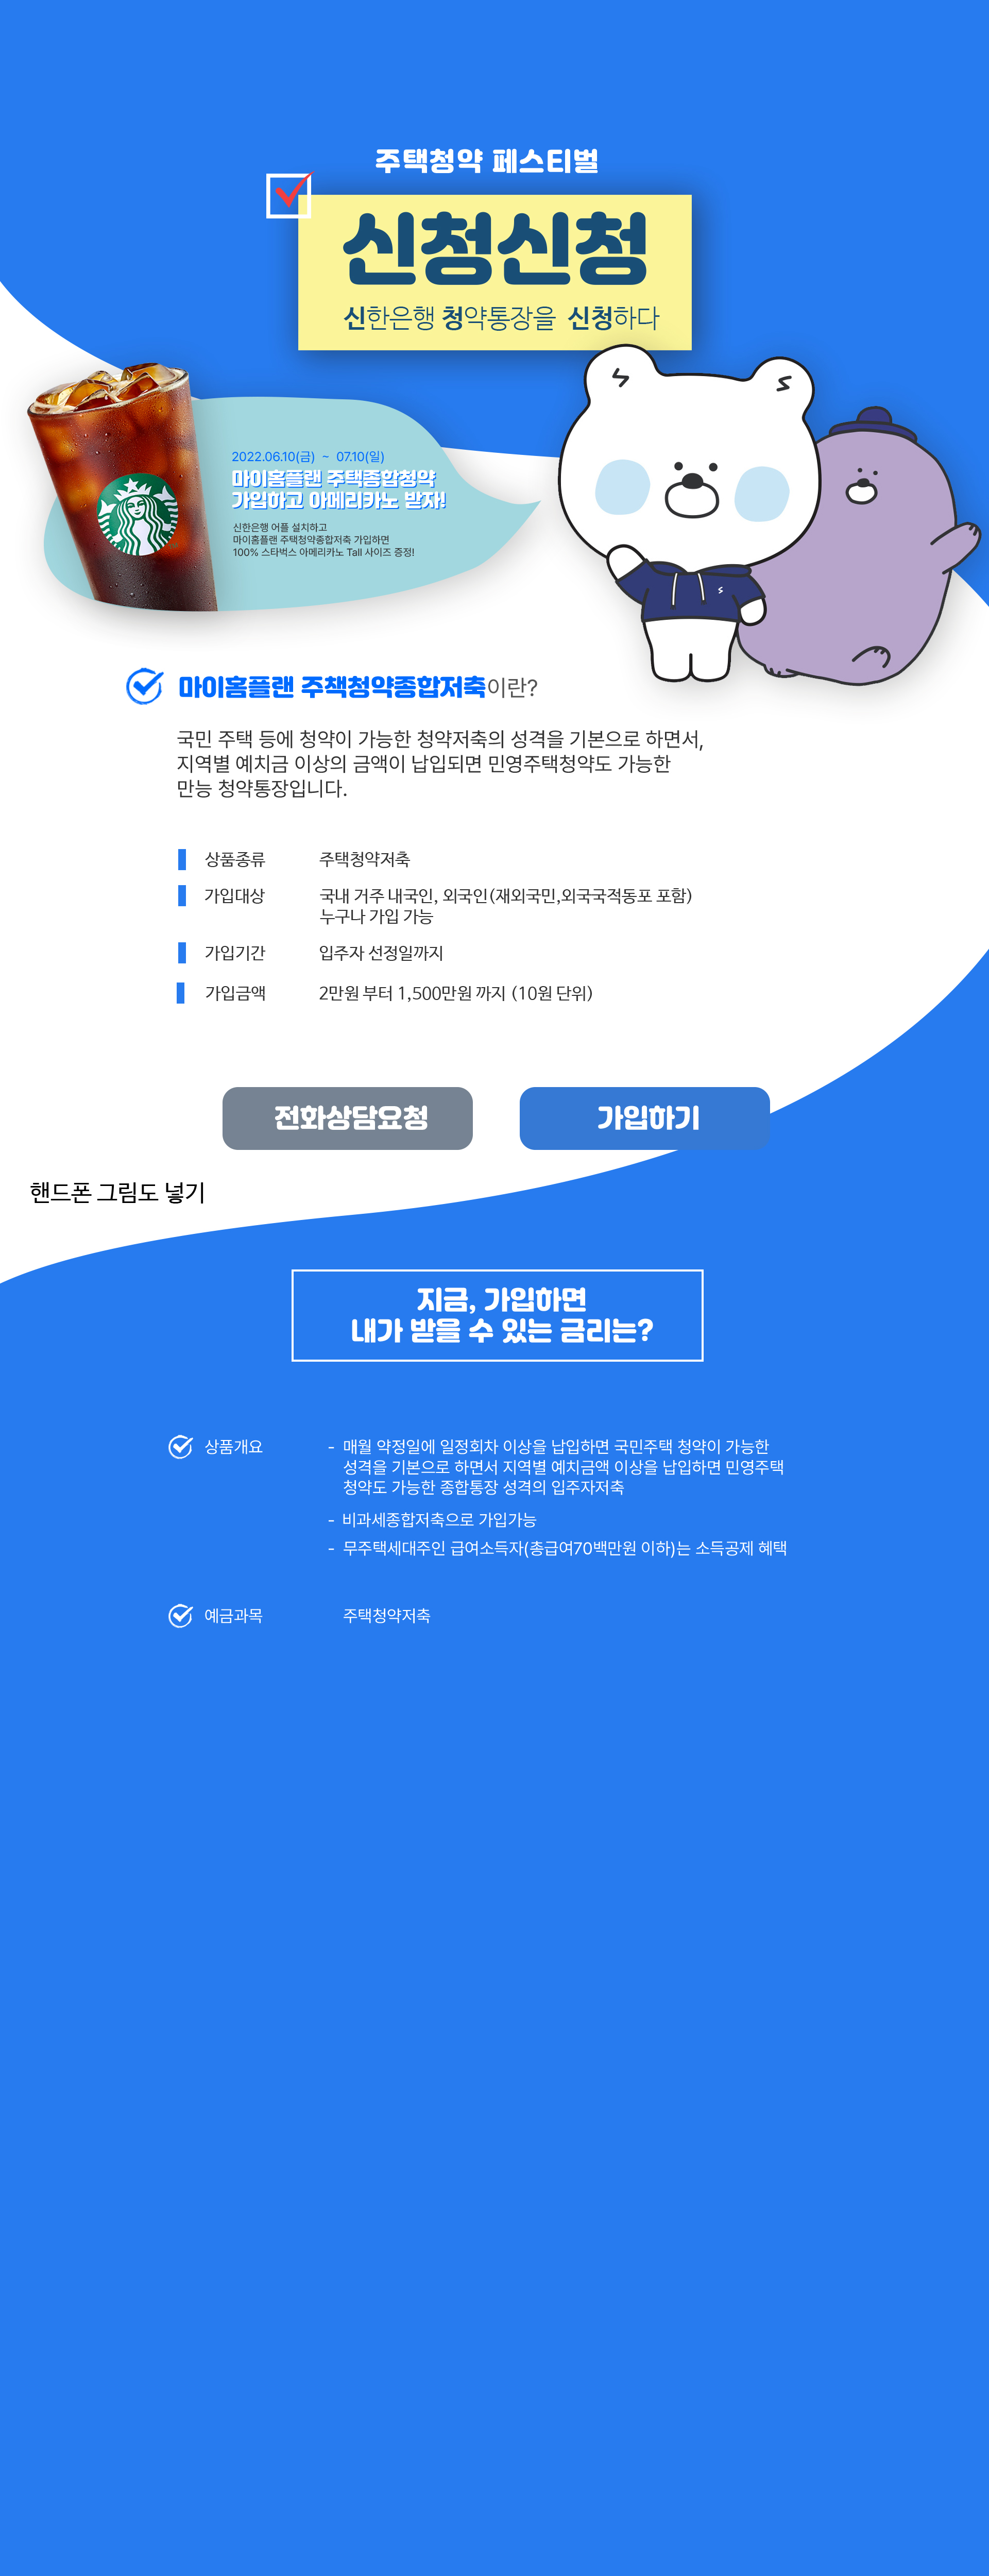 주택청약 페스티벌
신청신청
신한은행 청약통장을 신청하다
2022.06.10(금) ~ 07.10(일)
마이홈플랜 주택종합청약
가입하고 아메리카노 받자!
신한은행 어플 설치하고
마이홈플랜 주택청약종합저축 가입하면
100% 스타벅스 아메리카노 Tall 사이즈 증정!
마이홈플랜 주책청약종합저축이란?
국민 주택 등에 청약이 가능한 청약저축의 성격을 기본으로 하면서,
지역별 예치금 이상의 금액이 납입되면 민영주택청약도 가능한
만능 청약통장입니다.
상품종류 주택청약저축
가입대상 국내 거주 내국인, 외국인(재외국민,외국국적동포 포함)
누구나 가입 가능
가입기간 입주자 선정일까지
가입금액 2만원 부터 1,500만원 까지 (10원 단위)
전화상담요청 가입하기
핸드폰 그림도 넣기
지금, 가입하면
내가 받을 수 있는 금리는?
상품개요 - 매월 약정일에 일정회차 이상을 납입하면 국민주택 청약이 가능한
성격을 기본으로 하면서 지역별 예치금액 이상을 납입하면 민영주택
청약도 가능한 종합통장 성격의 입주자저축
- 비과세종합저축으로 가입가능
- 무주택세대주인 급여소득자(총급여70백만원 이하)는 소득공제 혜택
예금과목 주택청약저축